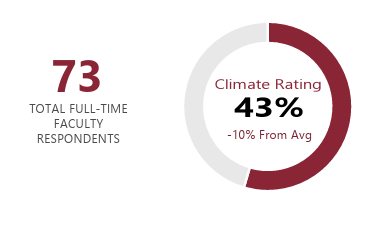 73
TOTAL FULL-TIME
FACULTY
RESPONDENTS
Climate Rating
43%
-10% From Avg